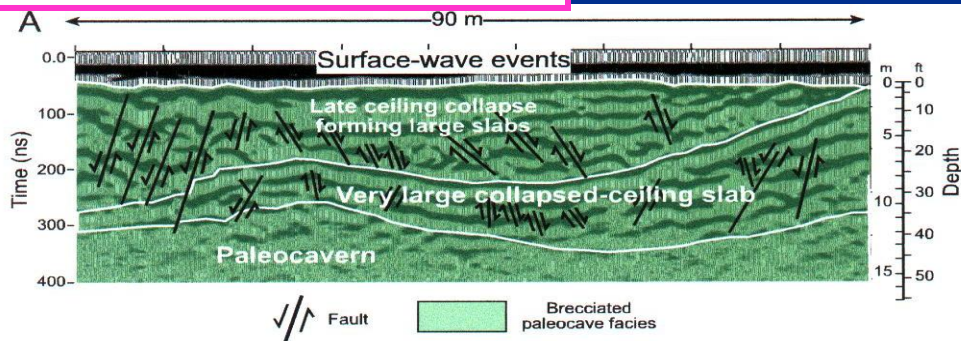 A
90 m
Surface-wave events
Late ceiling collapse
forming large slabs
Very large collapsed-ceiling slab
Paleocavern
Time (ns)
0.0
100
200
300
400
m
ft
0
0
10
5
20
30
10
40
15
50
Depth
Fault
Brecciated
paleocave facies